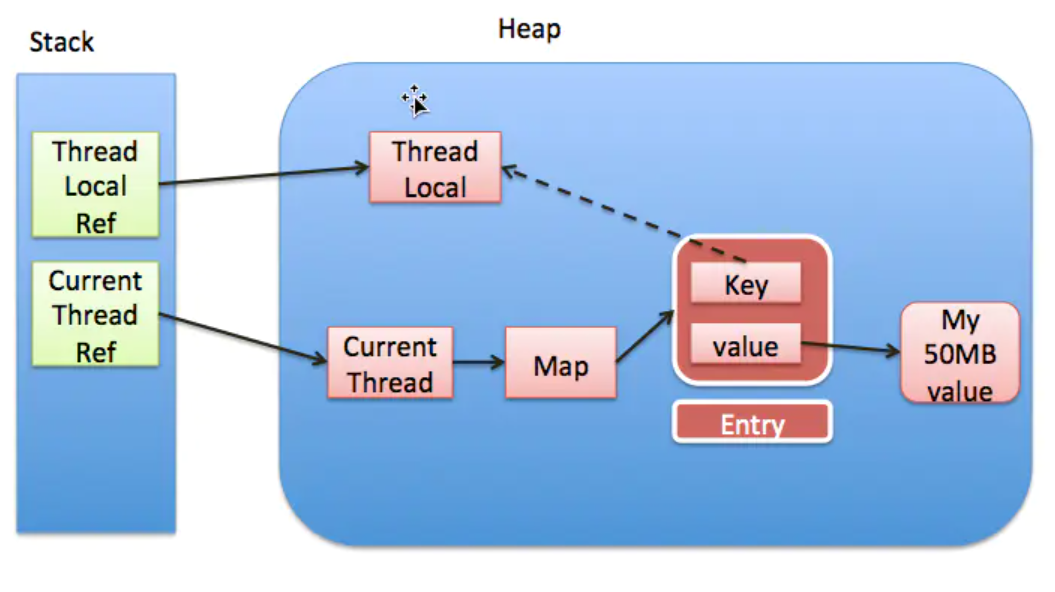 Stack
Heap
Thread
Local
Ref
Thread
Local
Current
Thread
Ref
Key
Current
Thread
Map
value
My
50MB
value
Entry